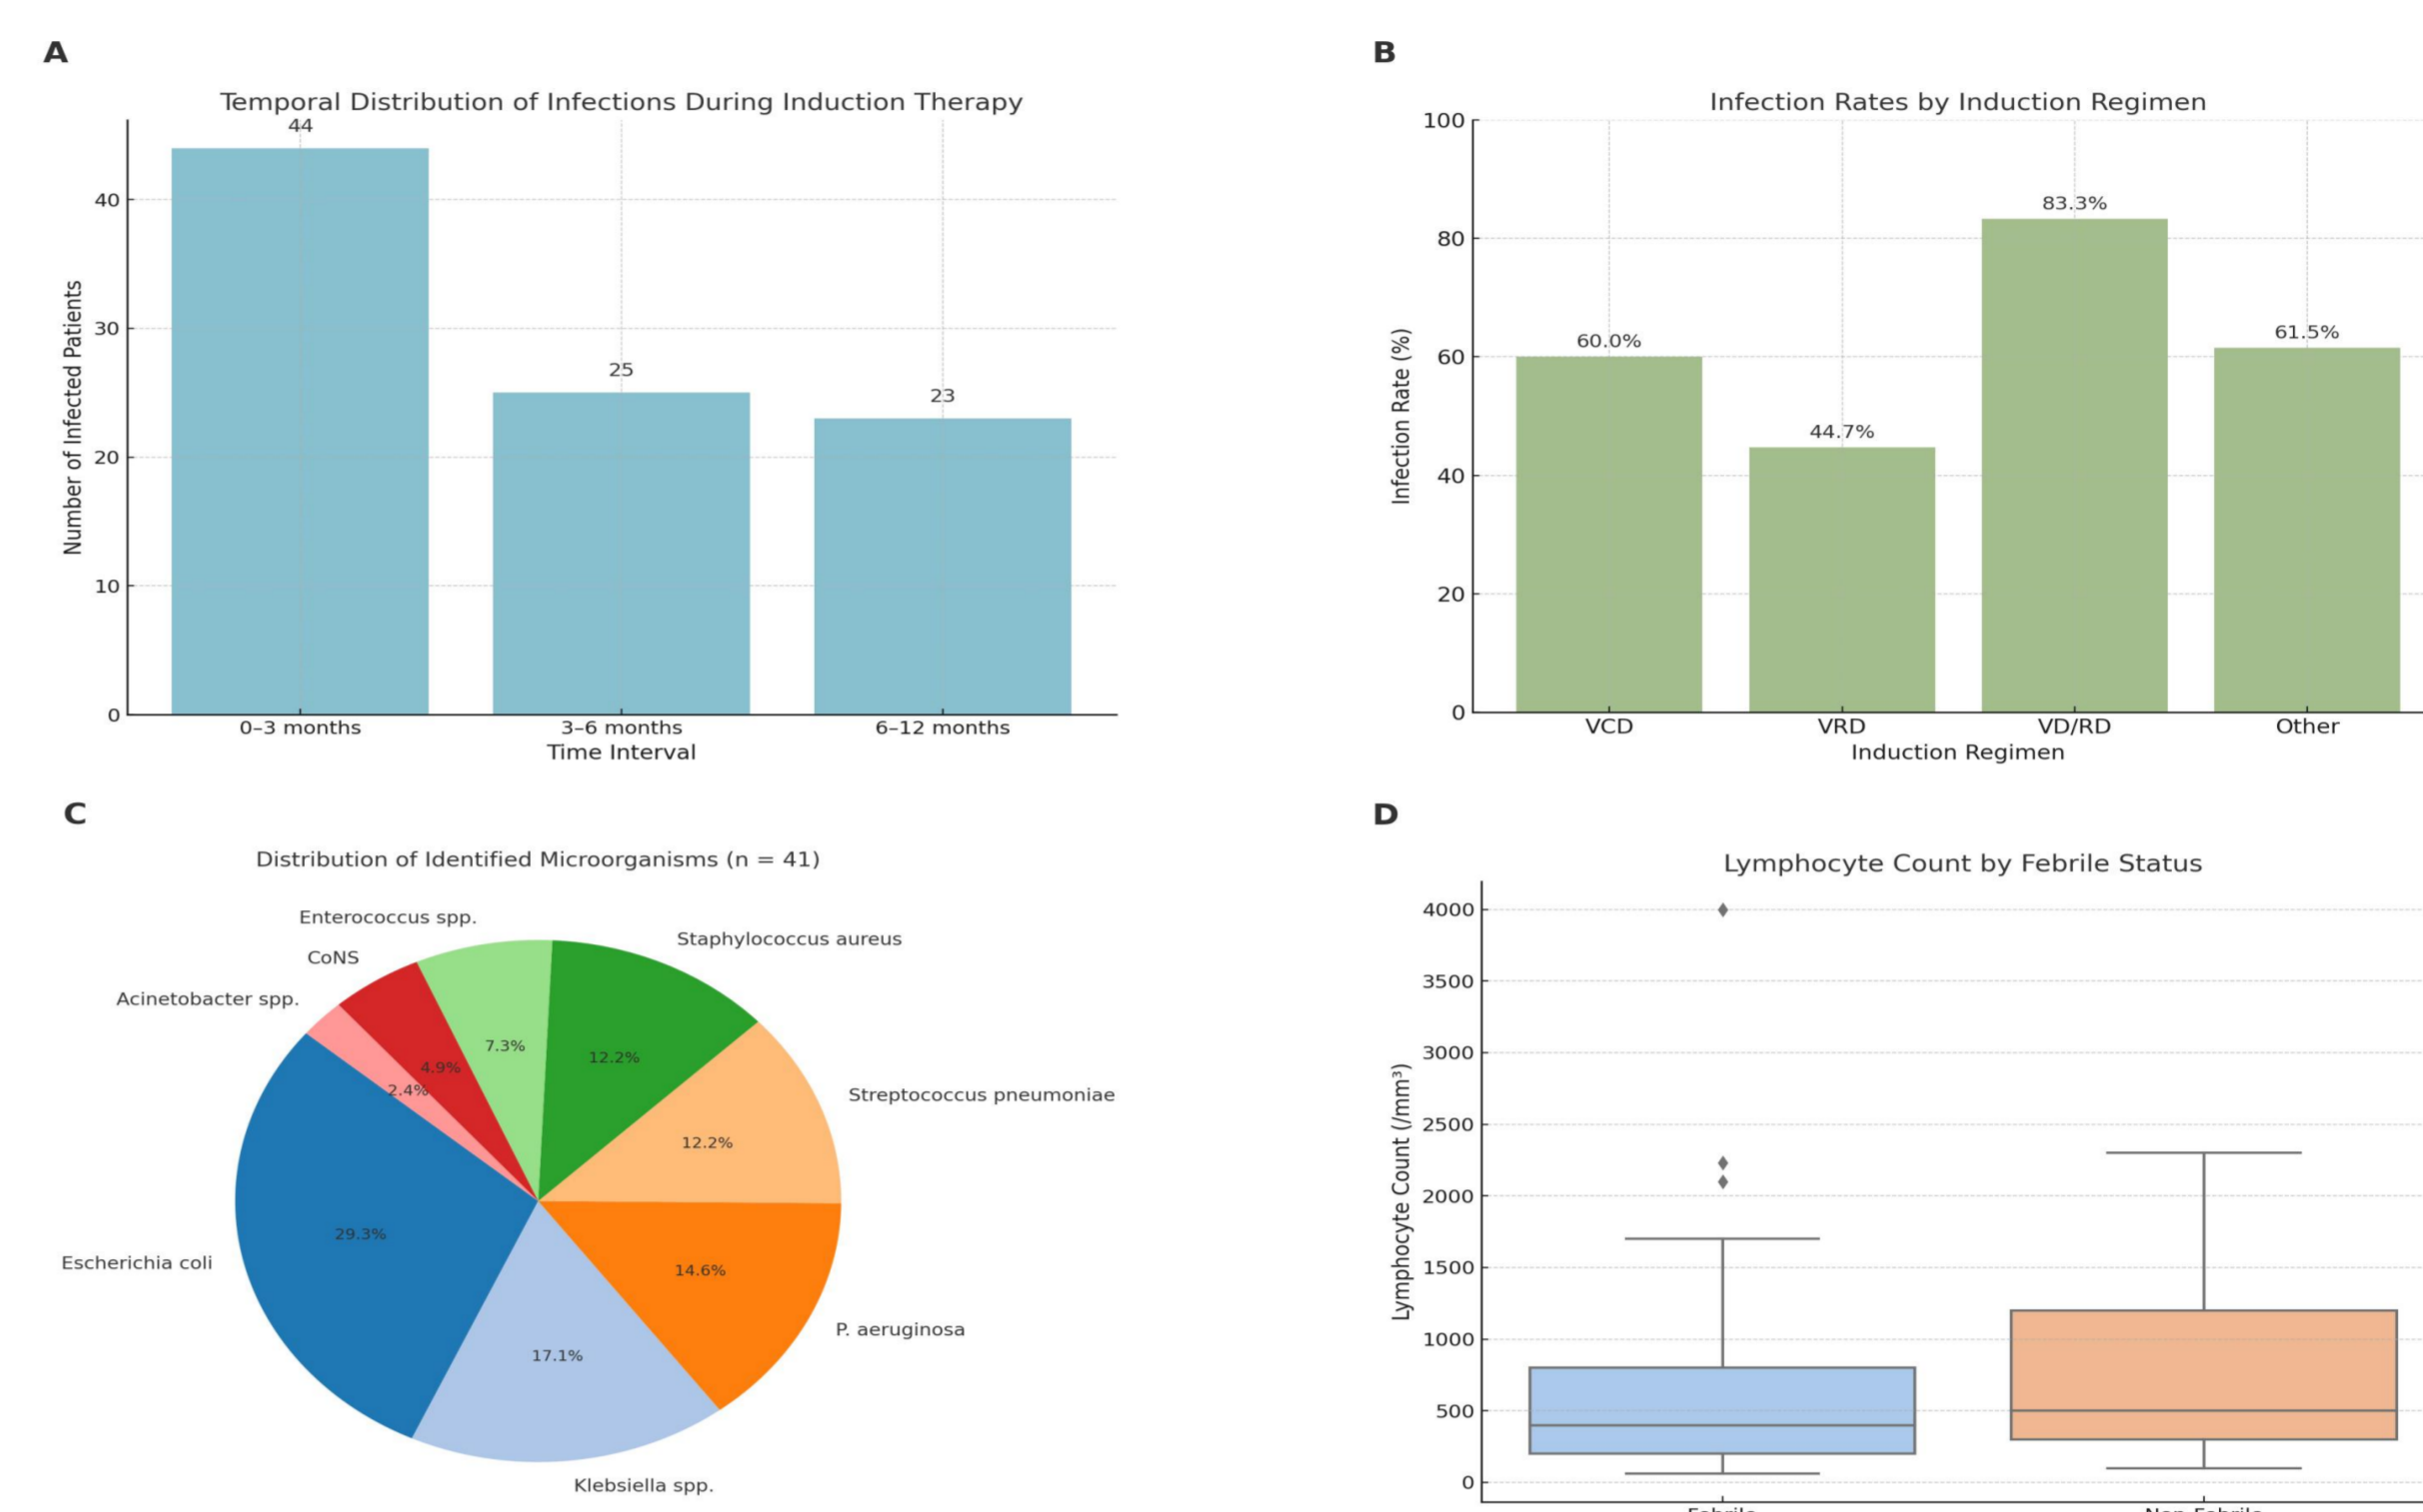 A
Temporal Distribution of Infections During Induction Therapy
44
25
23
40
30
20
10
0
Number of Infected Patients
0–3 months
3–6 months
6–12 months
Time Interval
B
Infection Rates by Induction Regimen
100
80
60
40
20
0
Infection Rate (%)
60.0%
44.7%
83.3%
61.5%
VCD
VRD
VD/RD
Other
Induction Regimen
C
Distribution of Identified Microorganisms (n = 41)
Enterococcus spp.
Staphylococcus aureus
CoNS
Acinetobacter spp.
Streptococcus pneumoniae
Escherichia coli
P. aeruginosa
Klebsiella spp.
7.3%
12.2%
4.9%
2.4%
12.2%
29.3%
14.6%
17.1%
D
Lymphocyte Count by Febrile Status
4000
3500
3000
2500
2000
1500
1000
500
0
Lymphocyte Count (/mm³)